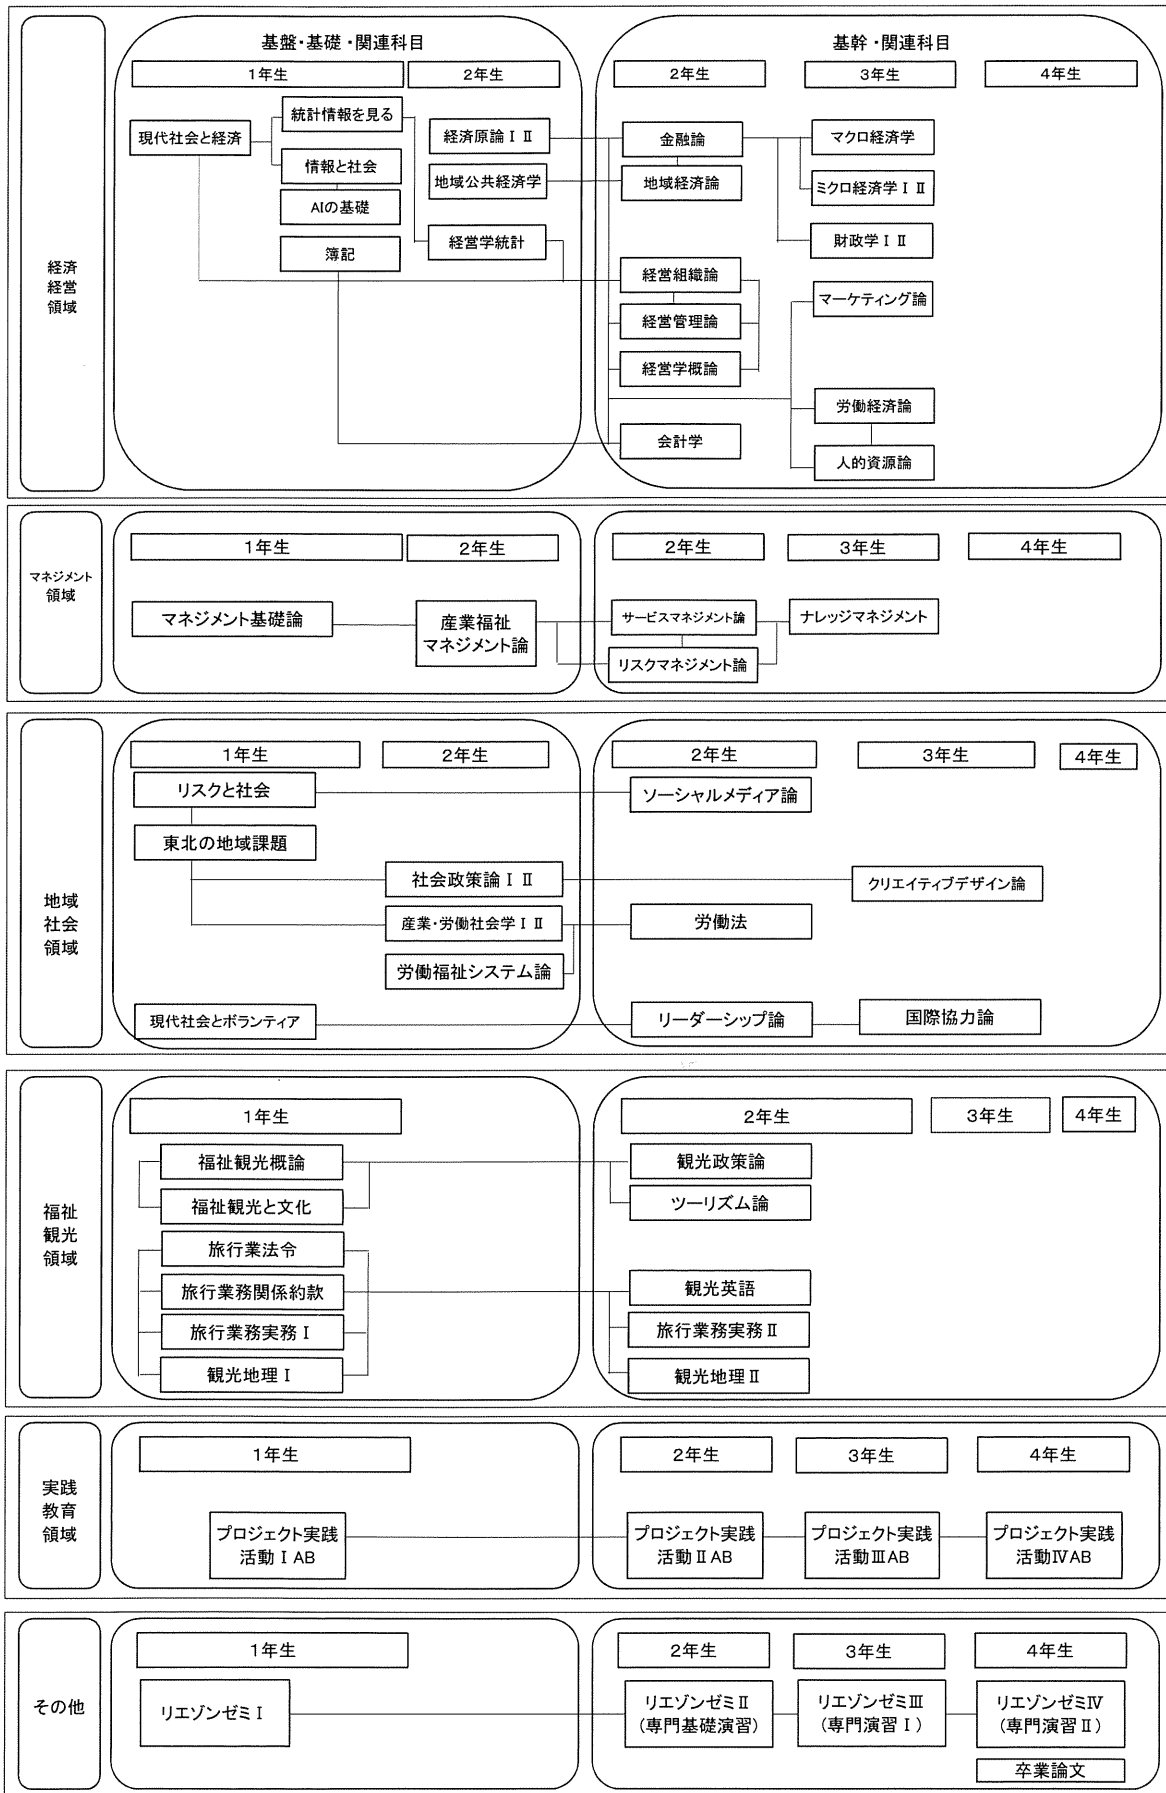 基盤・基礎・関連科目
基幹・関連科目
1年生
2年生
2年生
3年生
4年生
経済
経営
領域
現代社会と経済
統計情報を見る
情報と社会
AIの基礎
簿記
経済原論Ⅰ Ⅱ
地域公共経済学
経営学統計
金融論
地域経済論
経営組織論
経営管理論
経営学概論
会計学
マクロ経済学
ミクロ経済学Ⅰ Ⅱ
財政学Ⅰ Ⅱ
マーケティング論
労働経済論
人的資源論
マネジメント
領域
1年生
2年生
2年生
3年生
4年生
マネジメント基礎論
産業福祉
マネジメント論
サービスマネジメント論
リスクマネジメント論
ナレッジマネジメント
地域
社会
領域
1年生
2年生
2年生
3年生
4年生
リスクと社会
東北の地域課題
現代社会とボランティア
社会政策論Ⅰ Ⅱ
産業・労働社会学Ⅰ Ⅱ
労働福祉システム論
ソーシャルメディア論
労働法
リーダーシップ論
クリエイティブデザイン論
国際協力論
福祉
観光
領域
1年生
2年生
3年生
4年生
福祉観光概論
福祉観光と文化
旅行業法令
旅行業務関係約款
旅行業務実務Ⅰ
観光地理Ⅰ
観光政策論
ツーリズム論
観光英語
旅行業務実務Ⅱ
観光地理Ⅱ
実践
教育
領域
1年生
2年生
3年生
4年生
プロジェクト実践
活動ⅠAB
プロジェクト実践
活動ⅡAB
プロジェクト実践
活動ⅢAB
プロジェクト実践
活動ⅣAB
その他
1年生
2年生
3年生
4年生
リエゾンゼミⅠ
リエゾンゼミⅡ
(専門基礎演習)
リエゾンゼミⅢ
(専門演習Ⅰ)
リエゾンゼミⅣ
(専門演習Ⅱ)
卒業論文